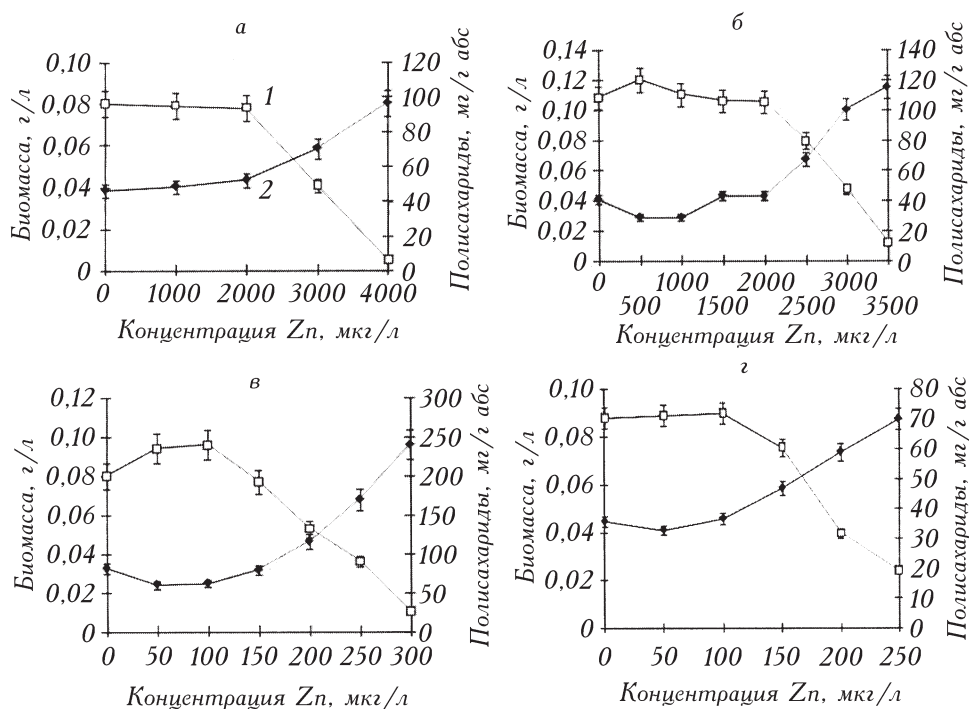 а
Биомасса, г/л
0,10
0,08
0,06
0,04
0,02
0
1
2
120
100
80
60
40
20
0
Полисахариды, мг/г абс
0 1000 2000 3000 4000
Концентрация Zn, мкг/л
б
Биомасса, г/л
0,14
0,12
0,10
0,08
0,06
0,04
0,02
0
140
120
100
80
60
40
20
0
Полисахариды, мг/г абс
0 1000 2000 3000
500 1500 2500 3500
Концентрация Zn, мкг/л
в
Биомасса, г/л
0,12
0,10
0,08
0,06
0,04
0,02
0
300
250
200
150
100
50
0
Полисахариды, мг/г абс
0 50 100 150 200 250 300
Концентрация Zn, мкг/л
г
Биомасса, г/л
0,10
0,08
0,06
0,04
0,02
0
80
70
60
50
40
30
20
10
0
Полисахариды, мг/г абс
0 50 100 150 200 250
Концентрация Zn, мкг/л